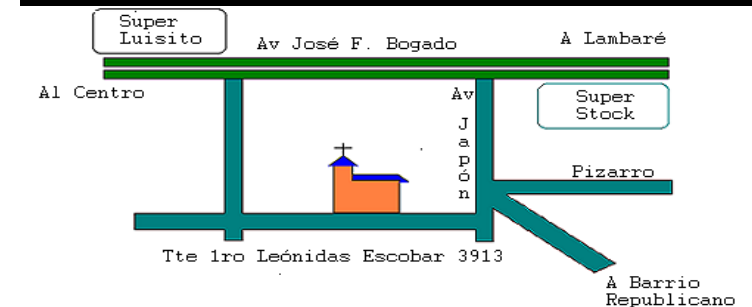 Super
Luisito
Av José F. Bogado
A Lambaré
Al Centro
Av
Japón
Super
Stock
Pizarro
Tte 1ro Leónidas Escobar 3913
A Barrio
Republicano